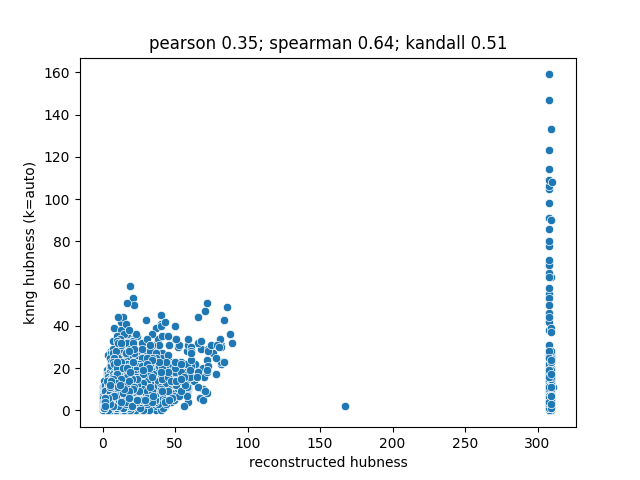 pearson 0.35; spearman 0.64; kandall 0.51
160
140
120
100
80
60
40
20
0
knng hubness (k=auto)
0 50 100 150 200 250 300
reconstructed hubness